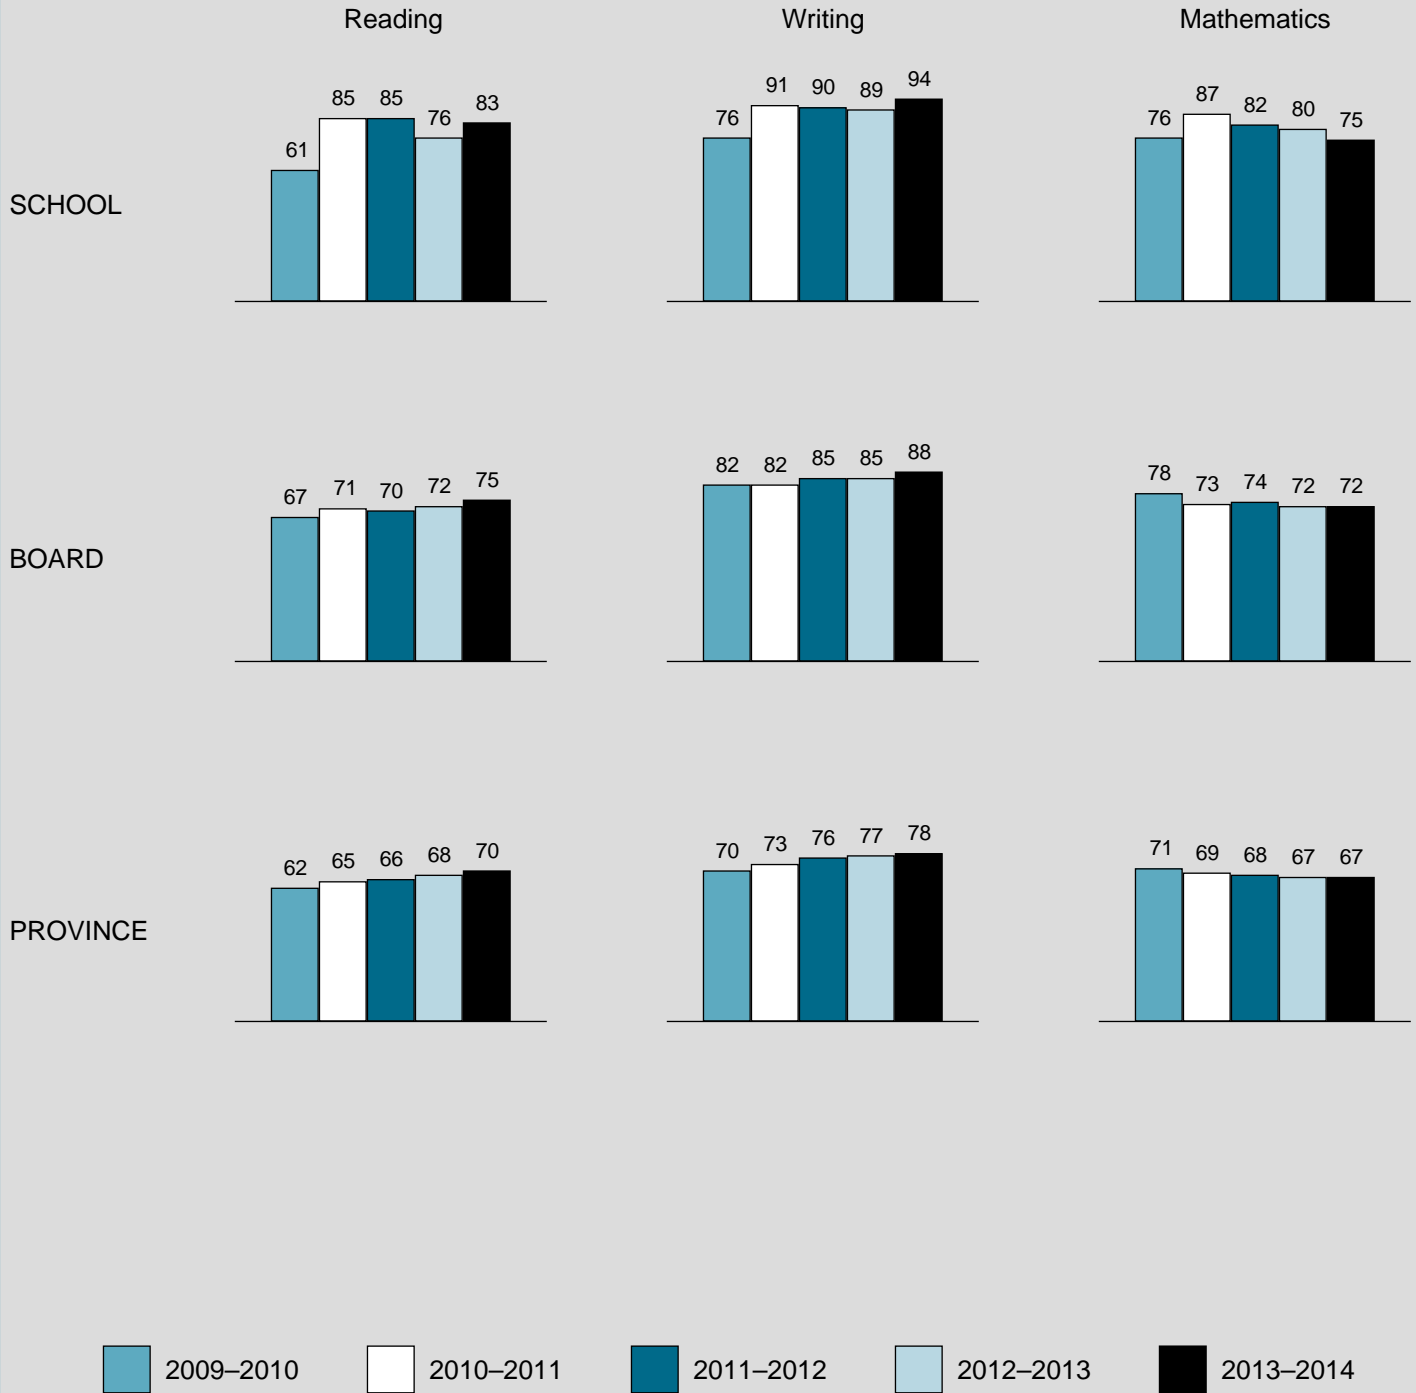 Reading Writing Mathematics
61 85 85 76 83
76 91 90 89 94
76 87 82 80 75
SCHOOL
67 71 70 72 75
82 82 85 85 88
78 73 74 72 72
BOARD
62 65 66 68 70
70 73 76 77 78
71 69 68 67 67
PROVINCE
2009–2010 2010–2011 2011–2012 2012–2013 2013–2014